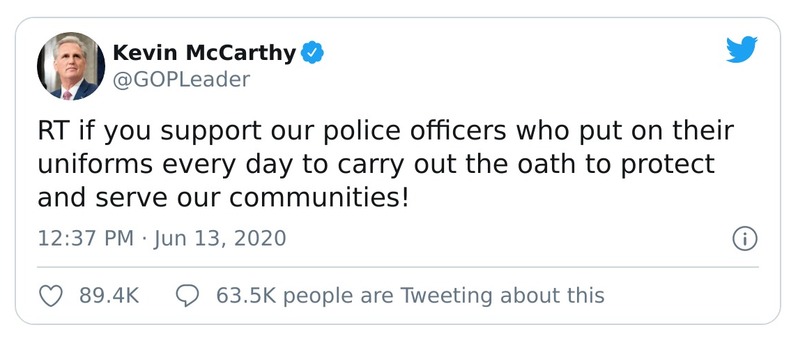 Kevin McCarthy
@GOPLeader
RT if you support our police officers who put on their
uniforms every day to carry out the oath to protect
and serve our communities!
12:37 PM · Jun 13, 2020
89.4K 63.5K people are Tweeting about this